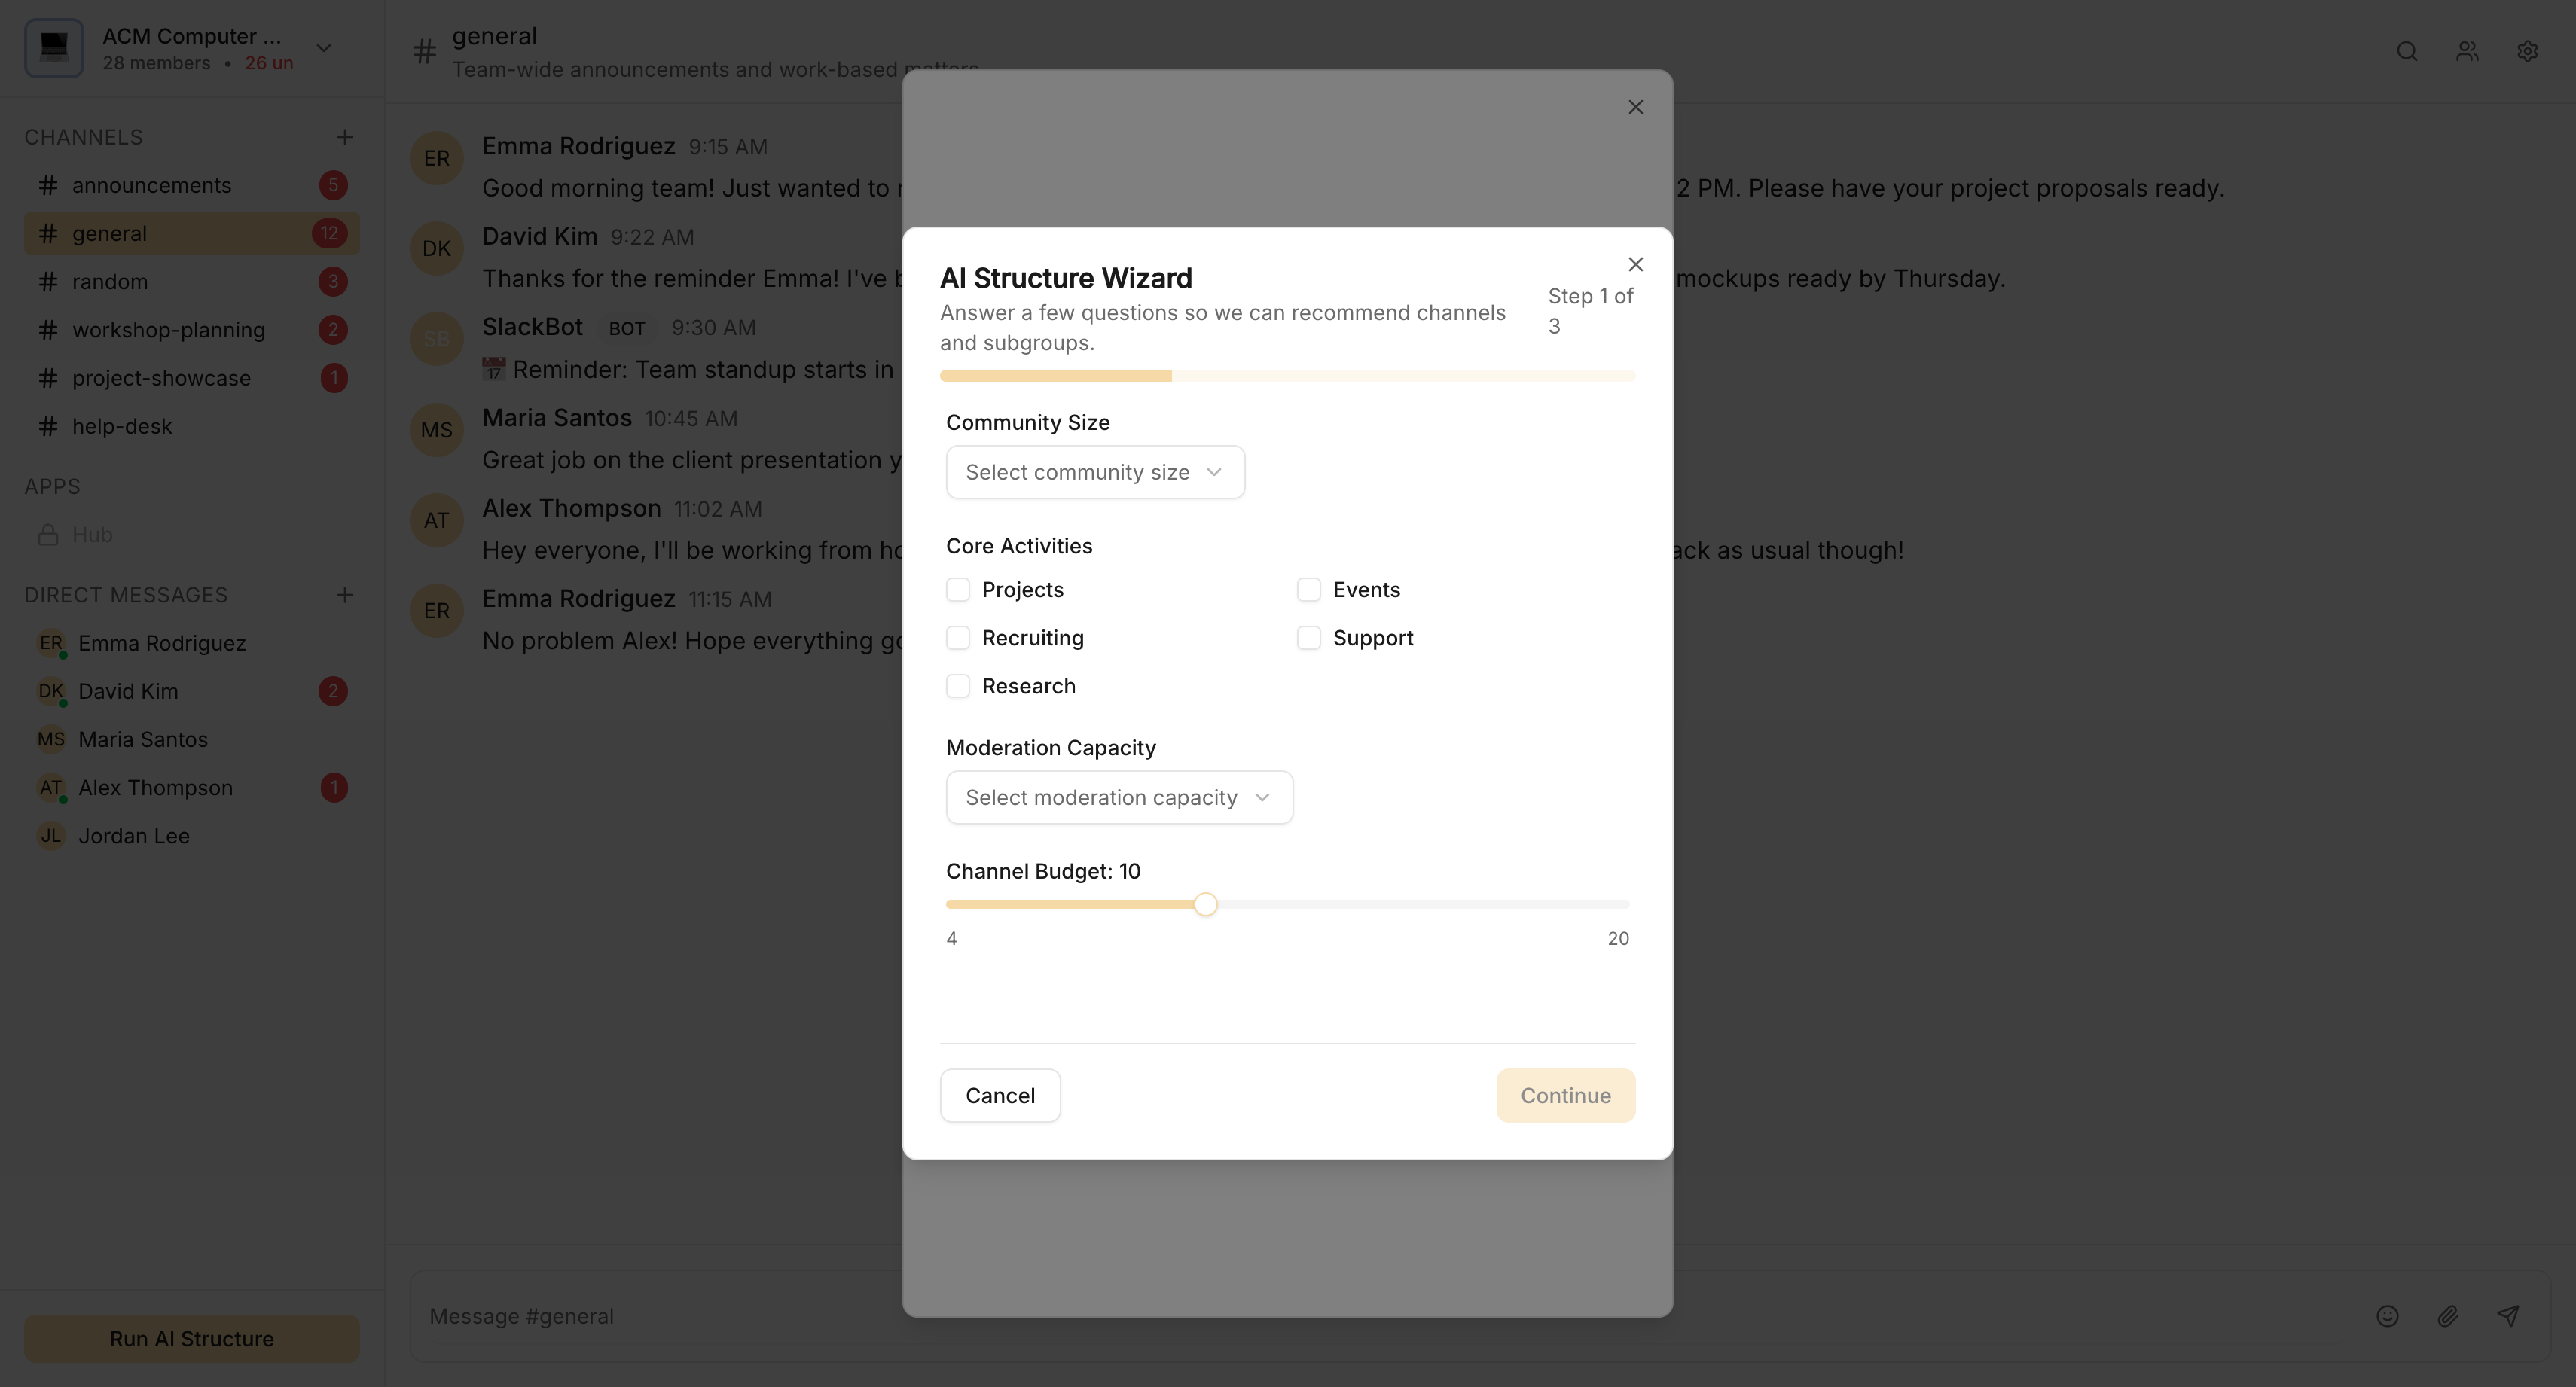 ACM Computer ...
28 members • 26 un
CHANNELS
# announcements 5
# general 12
# random 3
# workshop-planning 2
# project-showcase 1
# help-desk
APPS
Hub
DIRECT MESSAGES
ER Emma Rodriguez
DK David Kim 2
MS Maria Santos
AT Alex Thompson 1
JL Jordan Lee
Run AI Structure
# general
Team-wide announcements and work-based matters
ER Emma Rodriguez 9:15 AM
Good morning team! Just wanted to
2 PM. Please have your project proposals ready.
DK David Kim 9:22 AM
Thanks for the reminder Emma! I've
mockups ready by Thursday.
SB SlackBot BOT 9:30 AM
17 Reminder: Team standup starts in
MS Maria Santos 10:45 AM
Great job on the client presentation
AT Alex Thompson 11:02 AM
Hey everyone, I'll be working from
as usual though!
ER Emma Rodriguez 11:15 AM
No problem Alex! Hope everything
Message #general
AI Structure Wizard
Answer a few questions so we can recommend channels
and subgroups.
Step 1 of
3
Community Size
Select community size
Core Activities
Projects
Events
Recruiting
Support
Research
Moderation Capacity
Select moderation capacity
Channel Budget: 10
4
20
Cancel
Continue